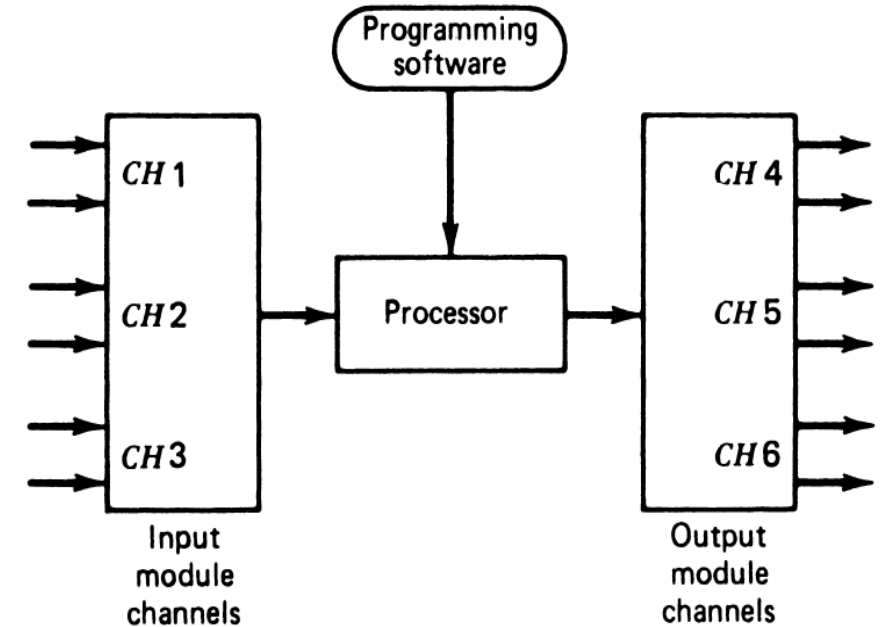 Programming
software
CH 1
CH 2
CH 3
Processor
CH 4
CH 5
CH 6
Input
module
channels
Output
module
channels